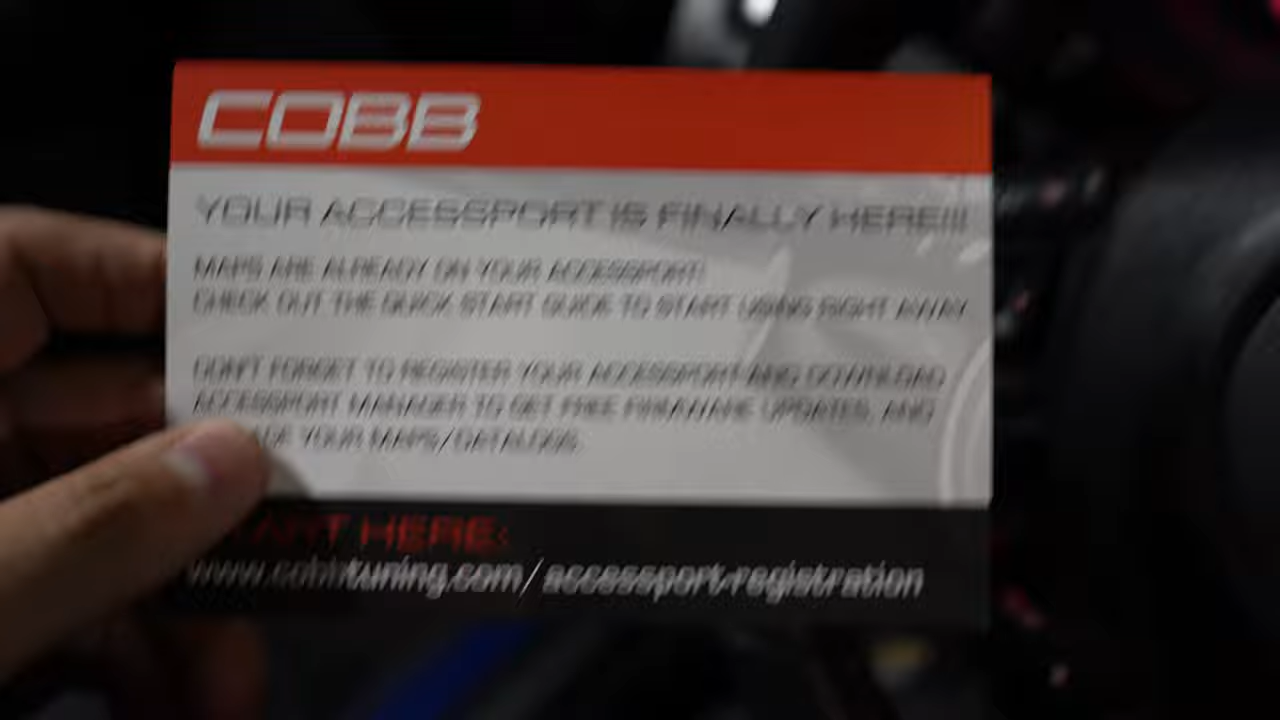 COBB
YOUR ACCESSPORT IS FINALLY HERE!!!
MAPS ARE ALREADY ON YOUR ACCESSPORT!
CHECK OUT THE QUICK START GUIDE TO START USING RIGHT AWAY.
DON'T FORGET TO REGISTER YOUR ACCESSPORT AND DOWNLOAD
ACCESSPORT MANAGER TO GET FREE FIRMWARE UPDATES, AND
YOUR MAPS/DATALOGS.
HERE:
www.cobbtuning.com/accessport-registration